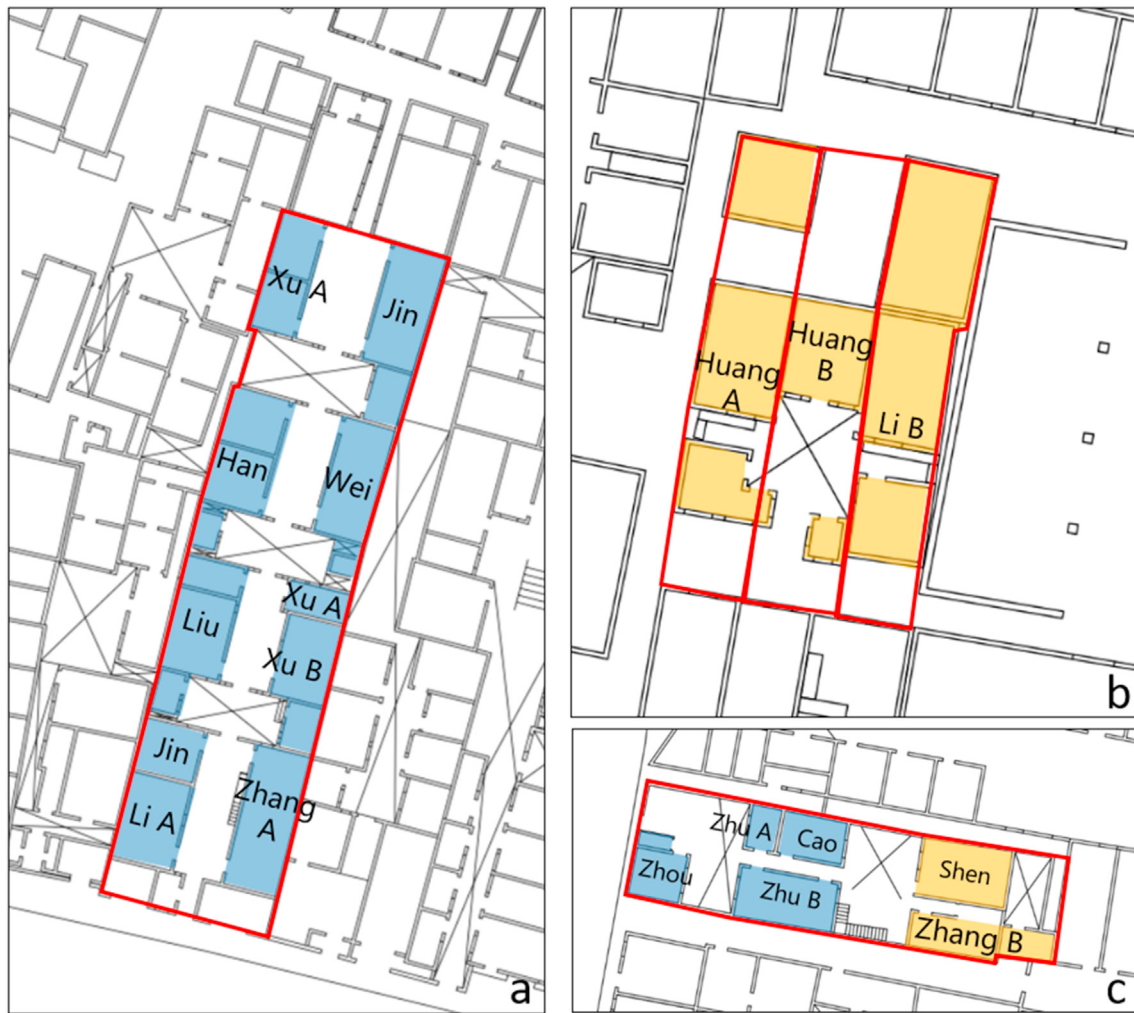 Xu A
Jin
Han
Wei
Xu A
Liu
Xu B
Jin
Zhang
A
Li A
a
Huang
B
Huang
A
Li B
b
Zhu A
Cao
Shen
Zhou
Zhu B
Zhang B
c